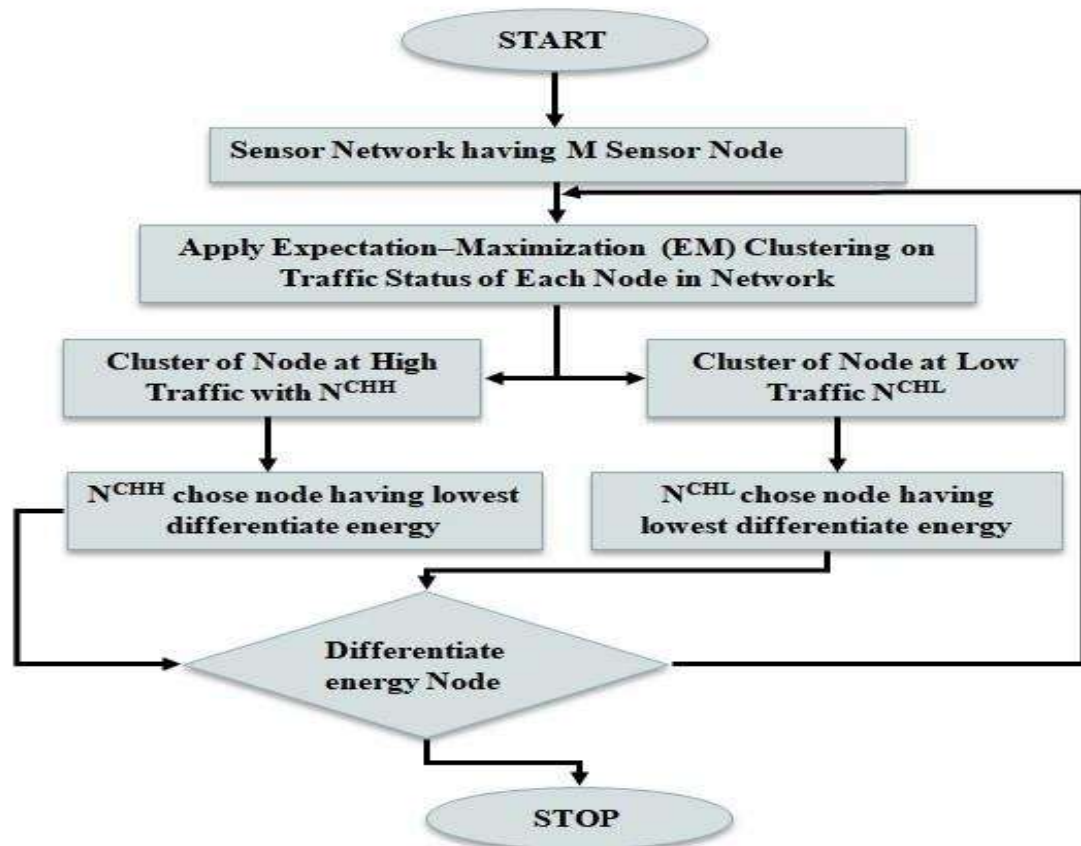 START
Sensor Network having M Sensor Node
Apply Expectation–Maximization (EM) Clustering on
Traffic Status of Each Node in Network
Cluster of Node at High
Traffic with N^CHH
Cluster of Node at Low
Traffic N^CHL
N^CHH chose node having lowest
differentiate energy
N^CHL chose node having
lowest differentiate energy
Differentiate
energy Node
STOP